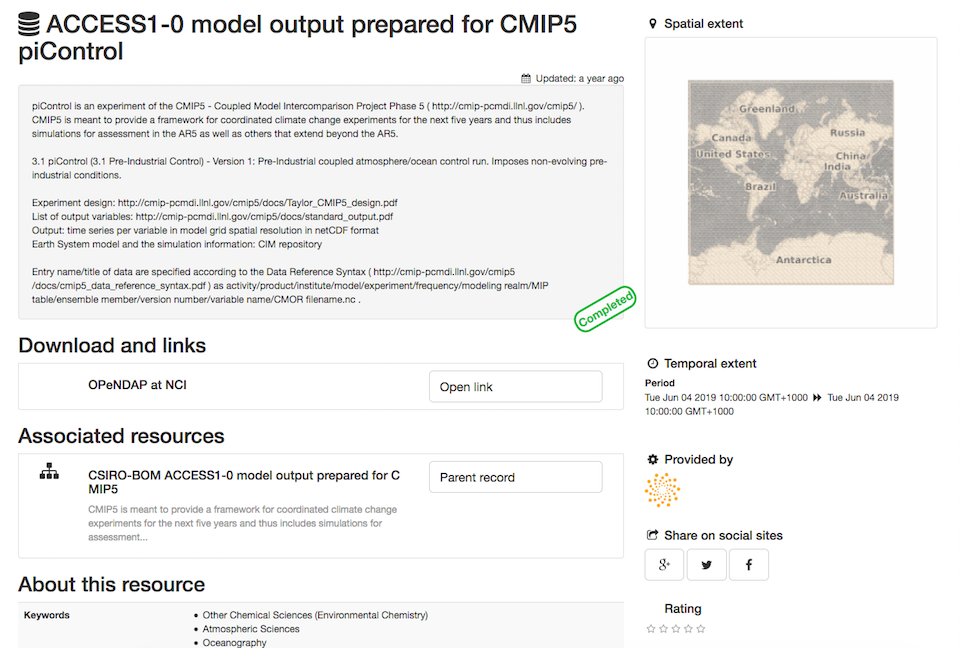 ACCESS1-0 model output prepared for CMIP5
piControl
Updated: a year ago
piControl is an experiment of the CMIP5 - Coupled Model Intercomparison Project Phase 5 ( http://cmip-pcmdi.llnl.gov/cmip5/ ).
CMIP5 is meant to provide a framework for coordinated climate change experiments for the next five years and thus includes
simulations for assessment in the AR5 as well as others that extend beyond the AR5.
3.1 piControl (3.1 Pre-Industrial Control) - Version 1: Pre-Industrial coupled atmosphere/ocean control run. Imposes non-evolving pre-
industrial conditions.
Experiment design: http://cmip-pcmdi.llnl.gov/cmip5/docs/Taylor_CMIP5_design.pdf
List of output variables: http://cmip-pcmdi.llnl.gov/cmip5/docs/standard_output.pdf
Output: time series per variable in model grid spatial resolution in netCDF format
Earth System model and the simulation information: CIM repository
Entry name/title of data are specified according to the Data Reference Syntax ( http://cmip-pcmdi.llnl.gov/cmip5
/docs/cmip5_data_reference_syntax.pdf ) as activity/product/institute/model/experiment/frequency/modeling realm/MIP
table/ensemble member/version number/variable name/CMOR filename.nc .
Completed
Download and links
OPeNDAP at NCI
Open link
Associated resources
CSIRO-BOM ACCESS1-0 model output prepared for C
MIP5
Parent record
CMIP5 is meant to provide a framework for coordinated climate change
experiments for the next five years and thus includes simulations for
assessment...
About this resource
Keywords
Other Chemical Sciences (Environmental Chemistry)
Atmospheric Sciences
Oceanography
Spatial extent
Greenland
Canada
Russia
United States
China
India
Brazil
Australia
Antarctica
Temporal extent
Period
Tue Jun 04 2019 10:00:00 GMT+1000 Tue Jun 04 2019
10:00:00 GMT+1000
Provided by
Share on social sites
g+
f
Rating